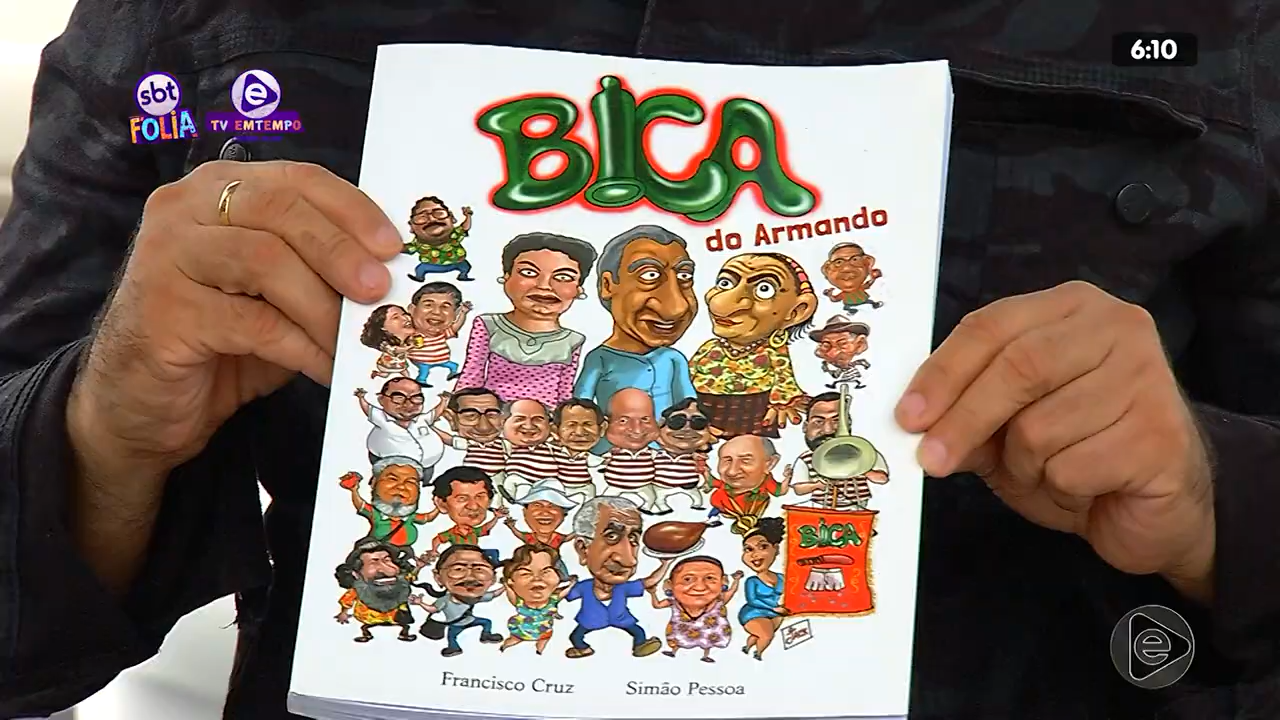 6:10
sbt
FOLIA
TV EMTEMPO
BICA
do Armando
BICA
Francisco Cruz
Simão Pessoa